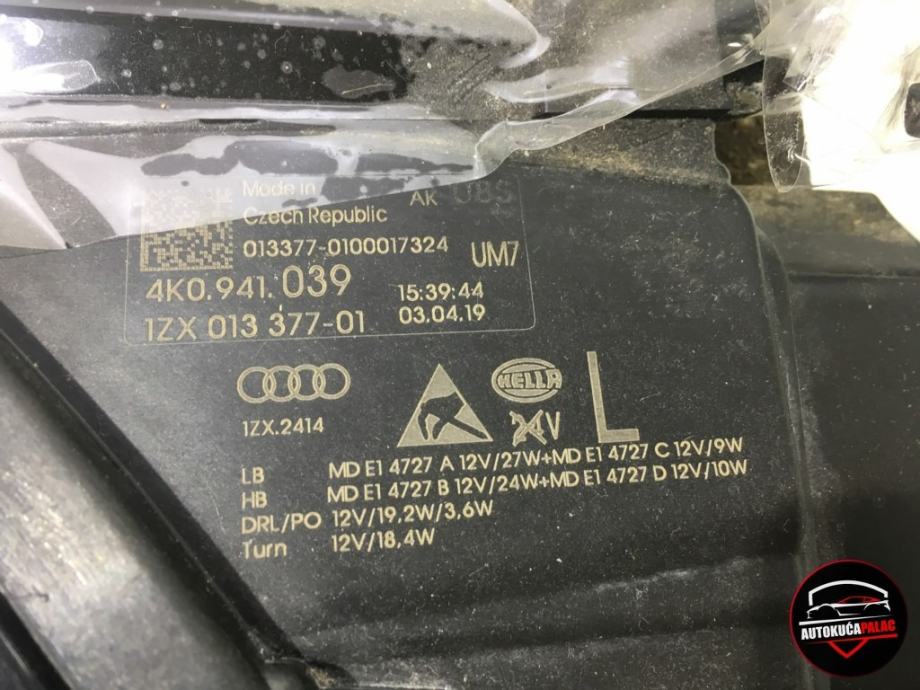 Made in
Czech Republic
AK UBS
013377-0100017324
UM7
4K0.941.039
15:39:44
1ZX 013 377-01
03.04.19
1ZX.2414
HELLA
24V
L
LB MD E1 4727 A 12V/27W+MD E1 4727 C 12V/9W
HB MD E1 4727 B 12V/24W+MD E1 4727 D 12V/10W
DRL/PO 12V/19,2W/3,6W
Turn 12V/18,4W
AUTOKUĆAPALAC